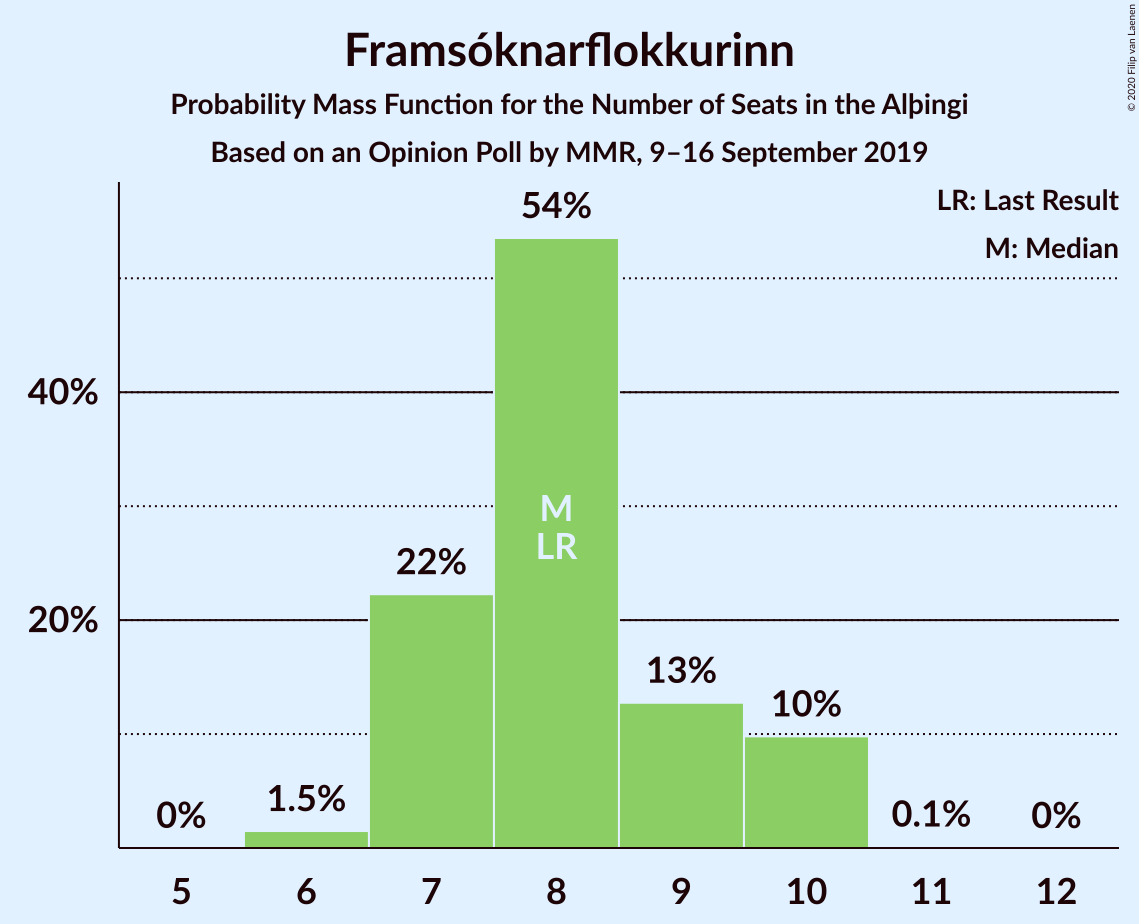 Framsóknarflokkurinn
Probability Mass Function for the Number of Seats in the Alþingi
Based on an Opinion Poll by MMR, 9–16 September 2019
© 2020 Filip van Laenen
LR: Last Result
M: Median
54%
40%
M
LR
22%
20%
13%
10%
1.5%
0%
0.1%
0%
5 6 7 8 9 10 11 12